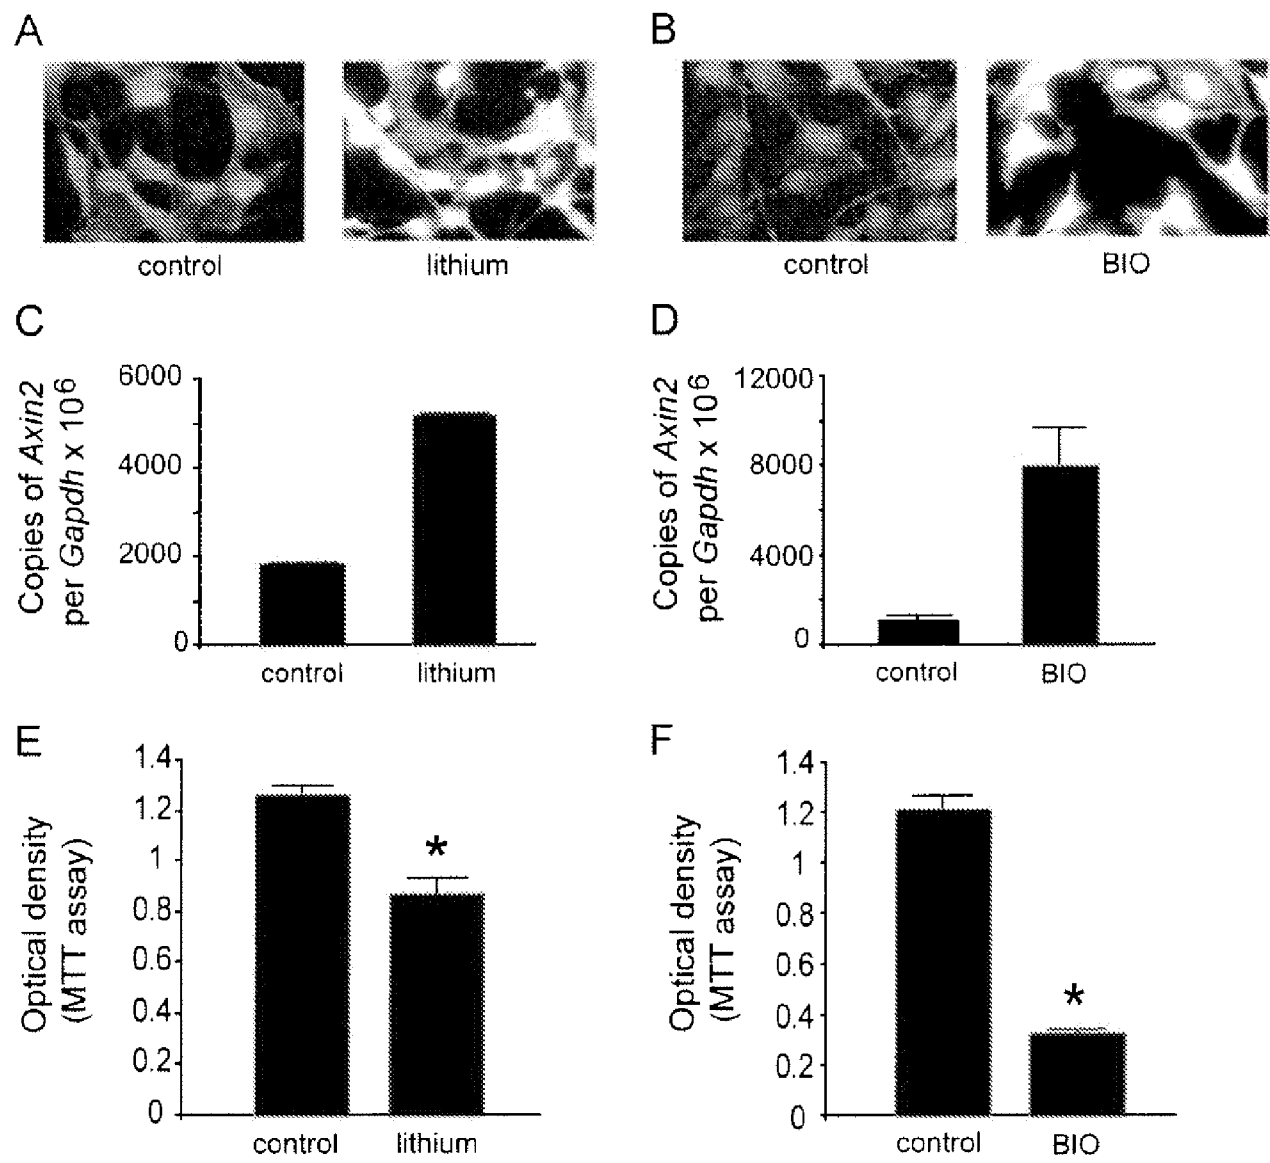 A
B
control
lithium
control
BIO
C
D
Copies of Axin2
per Gapdh x 10⁶
6000
4000
2000
0
control
lithium
Copies of Axin2
per Gapdh x 10⁶
12000
8000
4000
0
control
BIO
E
F
Optical density
(MTT assay)
1.4
1.2
1
0.8
0.6
0.4
0.2
0
*
control
lithium
Optical density
(MTT assay)
1.4
1.2
1
0.8
0.6
0.4
0.2
0
*
control
BIO